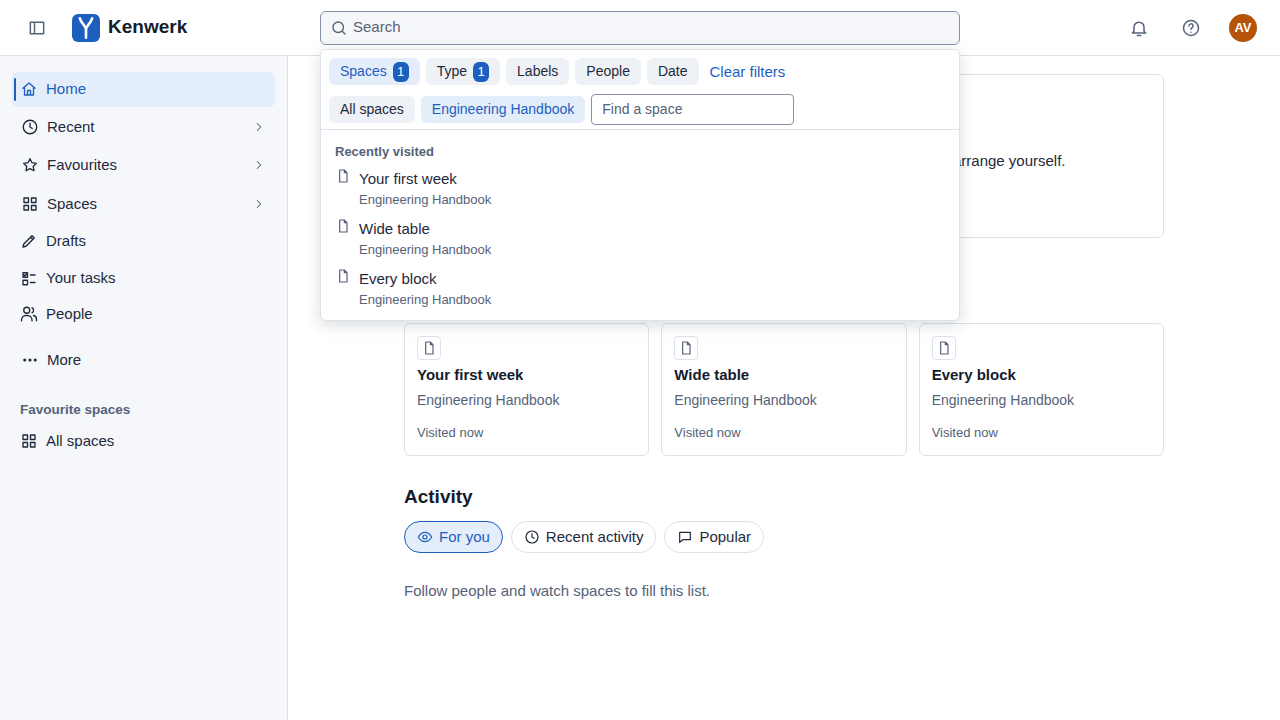 Kenwerk
Search
AV
Spaces 1
Type 1
Labels
People
Date
Clear filters
All spaces
Engineering Handbook
Find a space
Recently visited
Your first week
Engineering Handbook
Wide table
Engineering Handbook
Every block
Engineering Handbook
Home
Recent
Favourites
Spaces
Drafts
Your tasks
People
More
Favourite spaces
All spaces
arrange yourself.
Your first week
Engineering Handbook
Visited now
Wide table
Engineering Handbook
Visited now
Every block
Engineering Handbook
Visited now
Activity
For you
Recent activity
Popular
Follow people and watch spaces to fill this list.